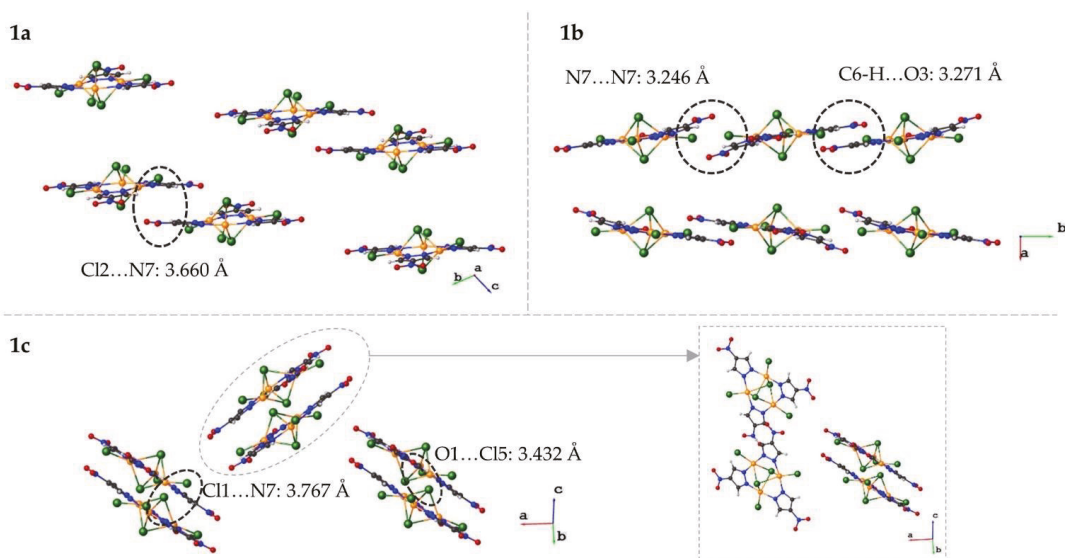 1a
1b
N7…N7: 3.246 Å
C6-H…O3: 3.271 Å
Cl2…N7: 3.660 Å
a
b
c
b
a
1c
O1…Cl5: 3.432 Å
Cl1…N7: 3.767 Å
c
a
b
c
a
b